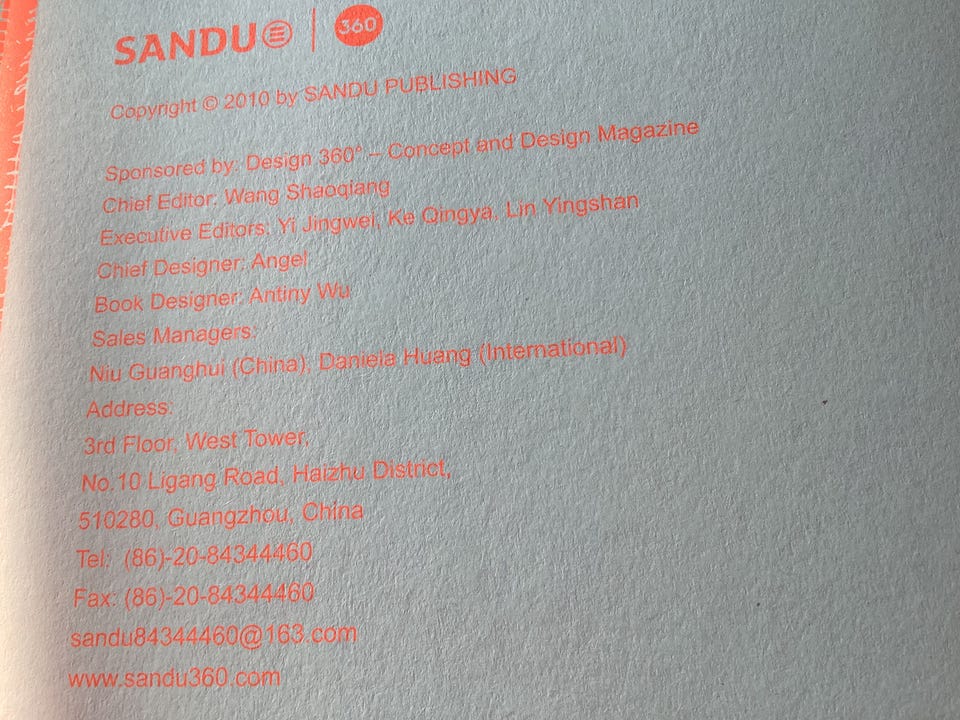 SANDU | 360
Copyright © 2010 by SANDU PUBLISHING
Sponsored by: Design 360° – Concept and Design Magazine
Chief Editor: Wang Shaoqiang
Executive Editors: Yi Jingwei, Ke Qingya, Lin Yingshan
Chief Designer: Angel
Book Designer: Antiny Wu
Sales Managers:
Niu Guanghui (China), Daniela Huang (International)
Address:
3rd Floor, West Tower,
No.10 Ligang Road, Haizhu District,
510280, Guangzhou, China
Tel: (86)-20-84344460
Fax: (86)-20-84344460
sandu84344460@163.com
www.sandu360.com